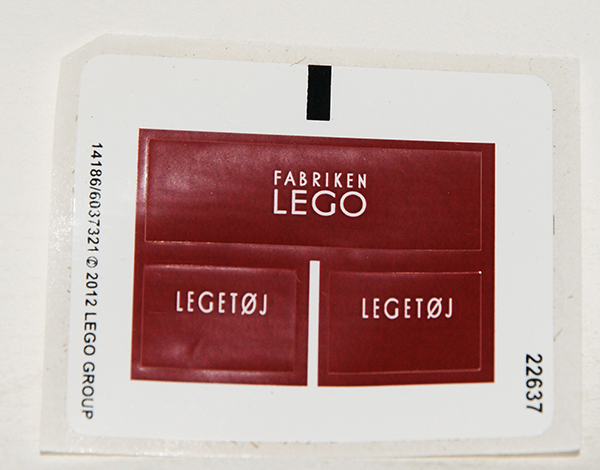 FABRIKEN
LEGO
LEGETØJ
LEGETØJ
14186/6037321 © 2012 LEGO GROUP
22637